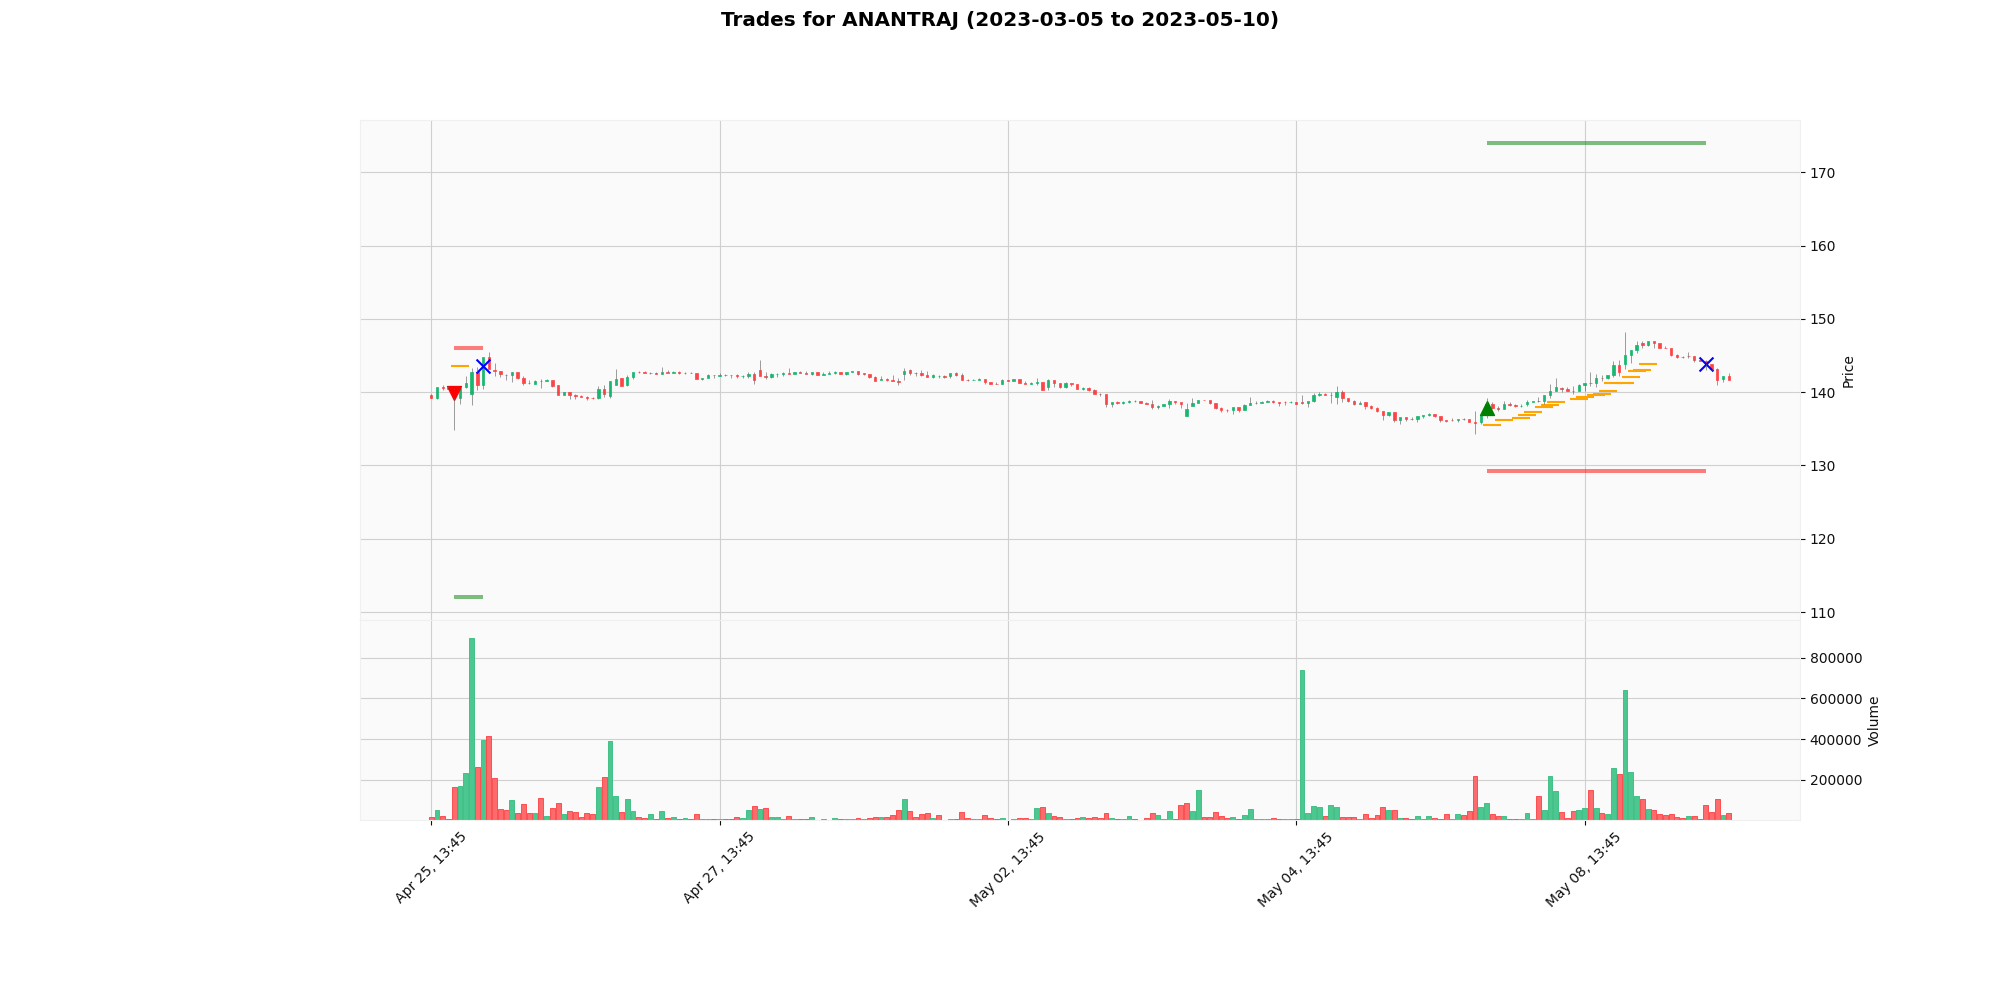 Trades for ANANTRAJ (2023-03-05 to 2023-05-10)
170
160
150
140
130
120
110
Price
800000
600000
400000
200000
Volume
Apr 25, 13:45
Apr 27, 13:45
May 02, 13:45
May 04, 13:45
May 08, 13:45